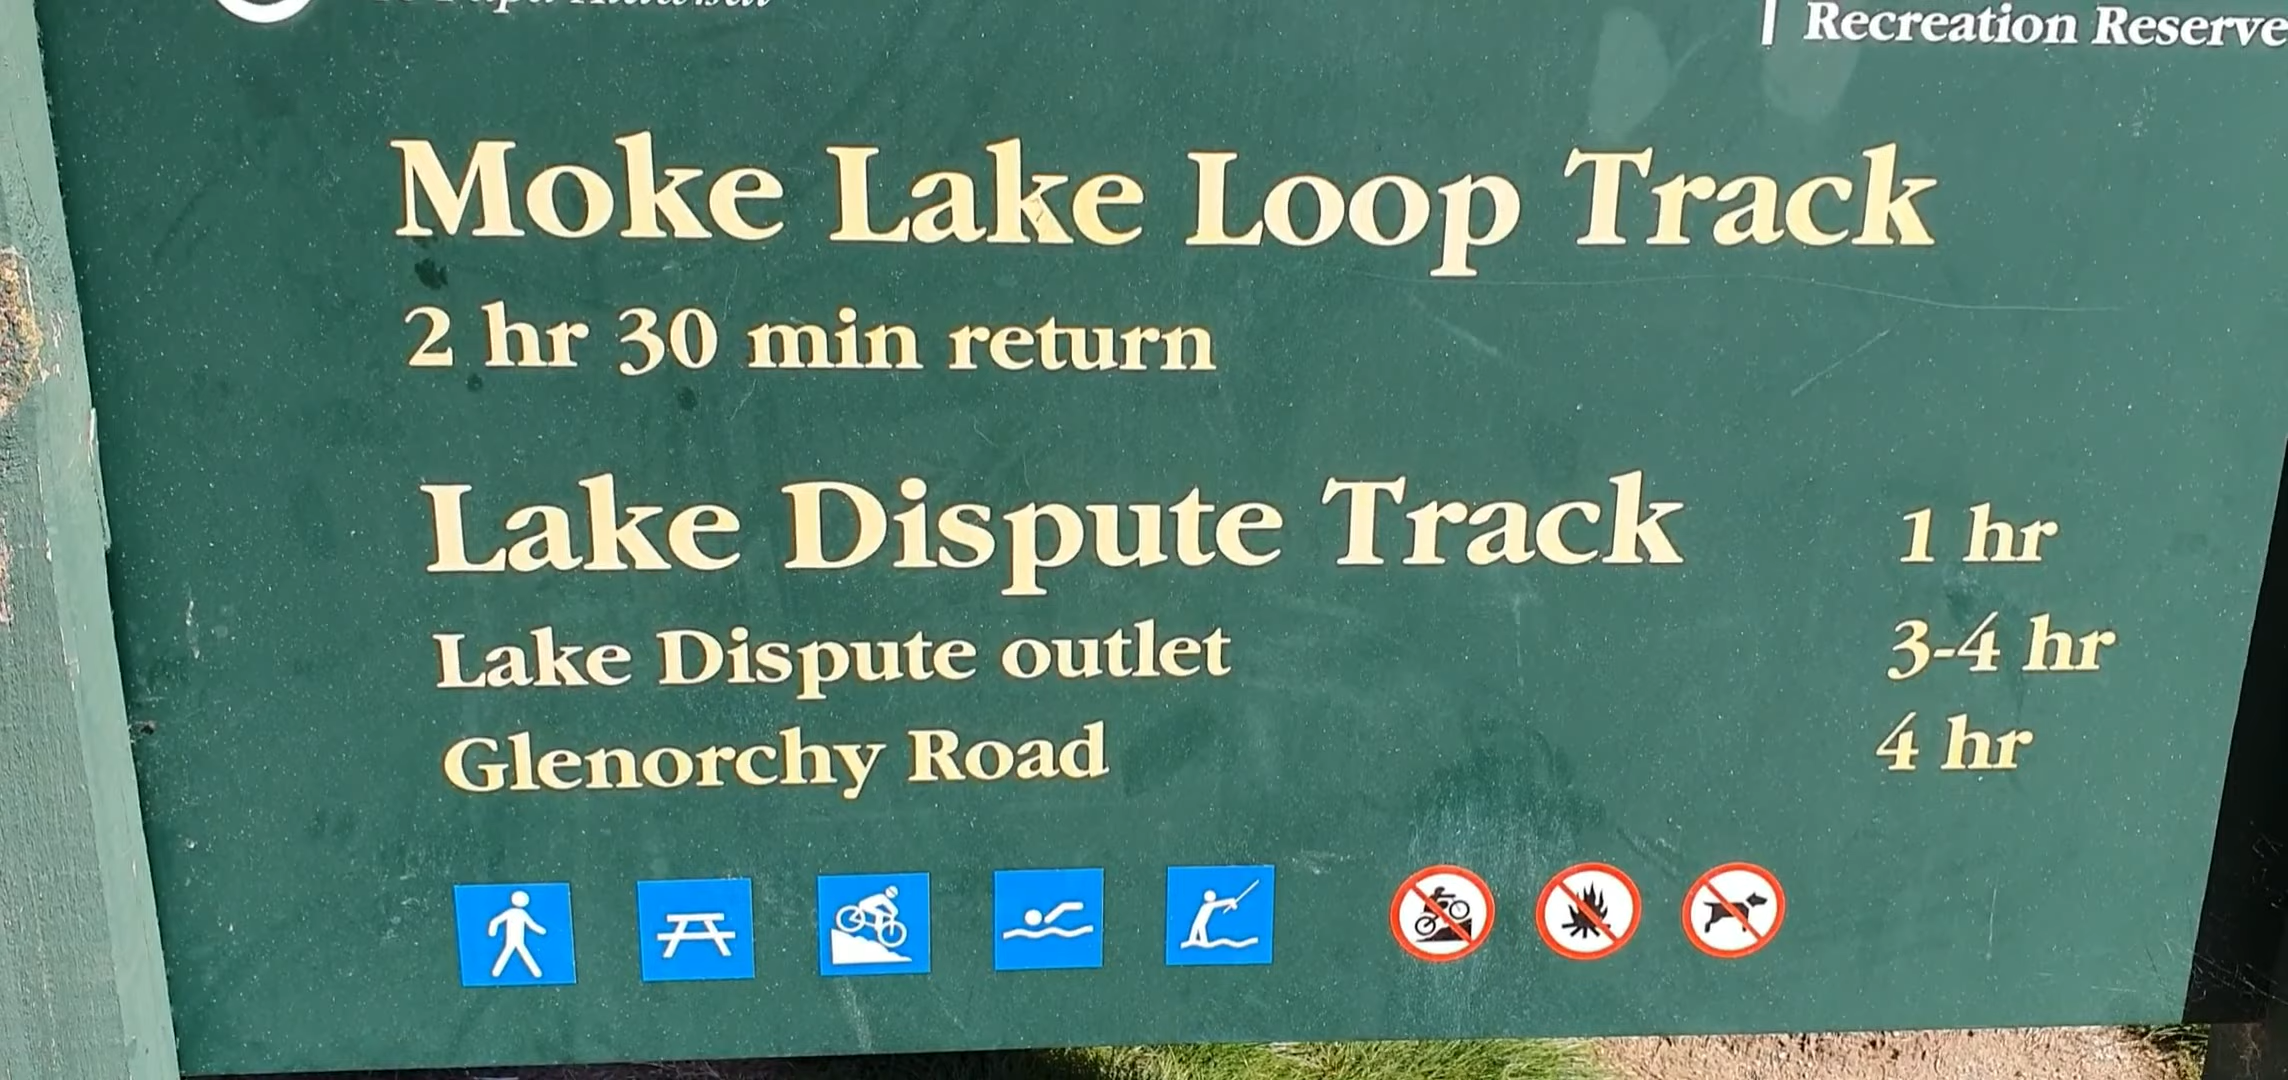 Recreation Reserve
Moke Lake Loop Track
2 hr 30 min return
Lake Dispute Track 1 hr
Lake Dispute outlet 3-4 hr
Glenorchy Road 4 hr